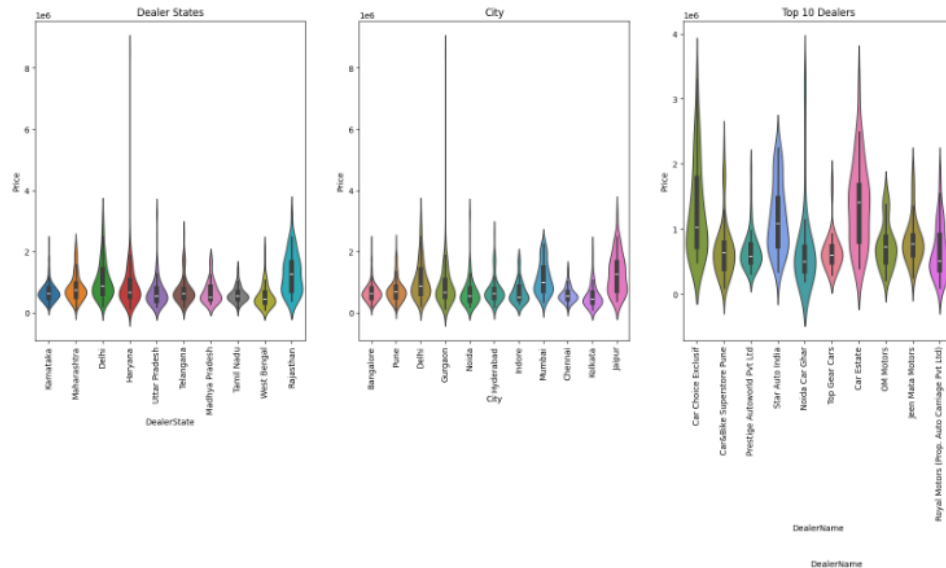 Dealer States
1e6
Price
8
6
4
2
0
Karnataka
Maharashtra
Delhi
Haryana
Uttar Pradesh
Telangana
Madhya Pradesh
Tamil Nadu
West Bengal
Rajasthan
DealerState
City
1e6
Price
8
6
4
2
0
Bangalore
Pune
Delhi
Gurgaon
Noida
Hyderabad
Indore
Mumbai
Chennai
Kolkata
Jaipur
City
Top 10 Dealers
1e6
Price
4
3
2
1
0
Car Choice Exclusif
Car&Bike Superstore Pune
Prestige Autoworld Pvt Ltd
Star Auto India
Noida Car Ghar
Top Gear Cars
Car Estate
OM Motors
Jeen Mata Motors
Royal Motors (Prop. Auto Carriage Pvt Ltd)
DealerName
DealerName